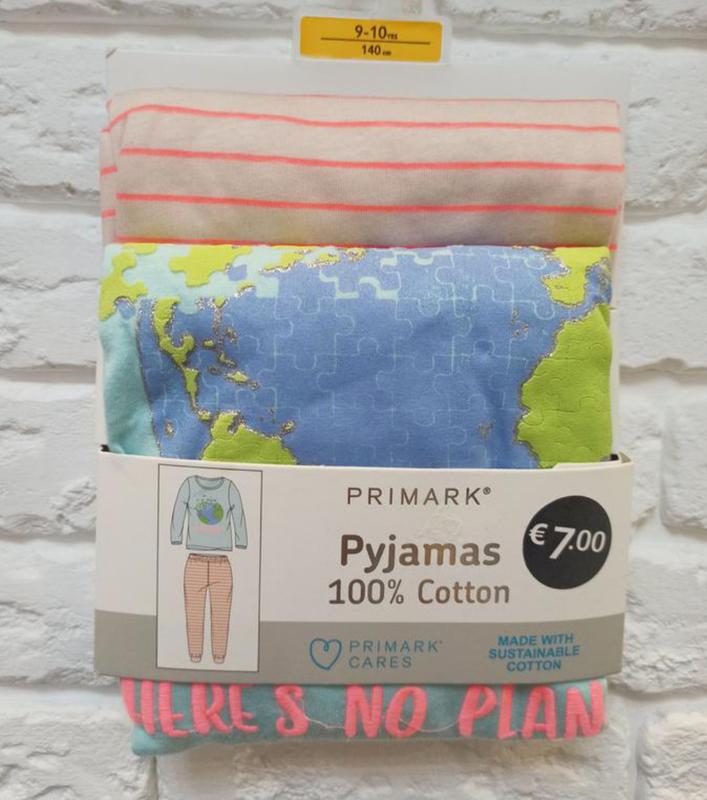 9-10 YRS
140 cm
PRIMARK®
€7.00
Pyjamas
100% Cotton
PRIMARK®
CARES
MADE WITH
SUSTAINABLE
COTTON
HERE'S NO PLAN